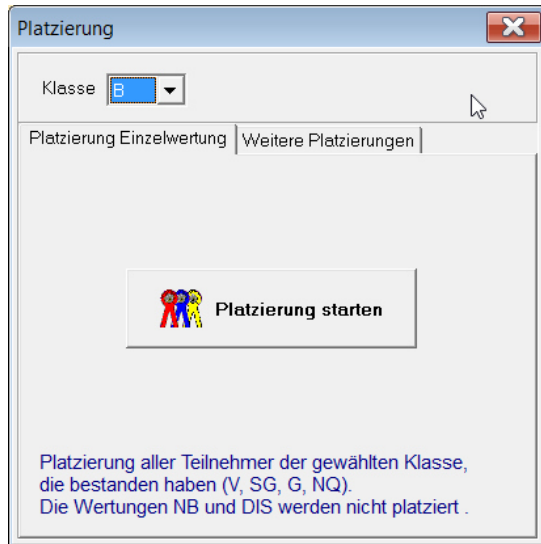 Platzierung
Klasse B
Platzierung Einzelwertung Weitere Platzierungen
Platzierung starten
Platzierung aller Teilnehmer der gewählten Klasse,
die bestanden haben (V, SG, G, NQ).
Die Wertungen NB und DIS werden nicht platziert .